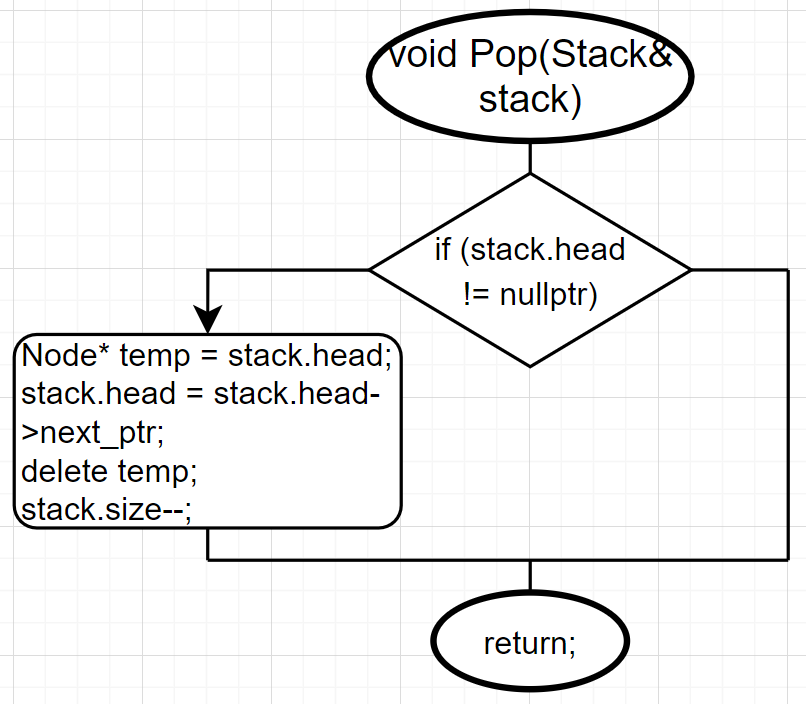 void Pop(Stack&
stack)
if (stack.head
!= nullptr)
Node* temp = stack.head;
stack.head = stack.head-
>next_ptr;
delete temp;
stack.size--;
return;